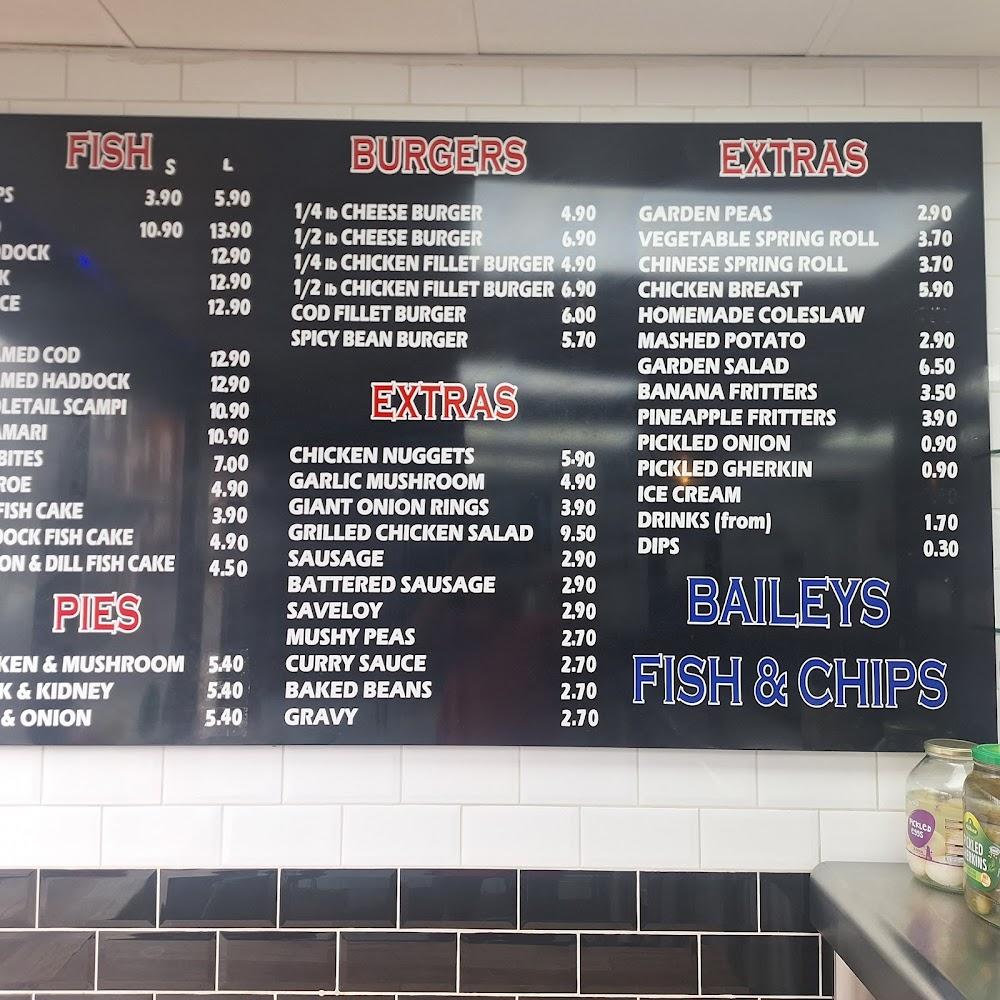 FISH S L
PS 3.90 5.90
10.90 13.90
DDOCK 12.90
K 12.90
CE 12.90
MED COD 12.90
MED HADDOCK 12.90
LETAIL SCAMPI 10.90
AMARI 10.90
BITES 7.00
ROE 4.90
FISH CAKE 3.90
DOCK FISH CAKE 4.90
ON & DILL FISH CAKE 4.50
PIES
KEN & MUSHROOM 5.40
K & KIDNEY 5.40
& ONION 5.40
BURGERS
1/4 lb CHEESE BURGER 4.90
1/2 lb CHEESE BURGER 6.90
1/4 lb CHICKEN FILLET BURGER 4.90
1/2 lb CHICKEN FILLET BURGER 6.90
COD FILLET BURGER 6.00
SPICY BEAN BURGER 5.70
EXTRAS
CHICKEN NUGGETS 5.90
GARLIC MUSHROOM 4.90
GIANT ONION RINGS 3.90
GRILLED CHICKEN SALAD 9.50
SAUSAGE 2.90
BATTERED SAUSAGE 2.90
SAVELOY 2.90
MUSHY PEAS 2.70
CURRY SAUCE 2.70
BAKED BEANS 2.70
GRAVY 2.70
EXTRAS
GARDEN PEAS 2.90
VEGETABLE SPRING ROLL 3.70
CHINESE SPRING ROLL 3.70
CHICKEN BREAST 5.90
HOMEMADE COLESLAW
MASHED POTATO 2.90
GARDEN SALAD 6.50
BANANA FRITTERS 3.50
PINEAPPLE FRITTERS 3.90
PICKLED ONION 0.90
PICKLED GHERKIN 0.90
ICE CREAM
DRINKS (from) 1.70
DIPS 0.30
BAILEYS
FISH & CHIPS
PICKLED
EGGS